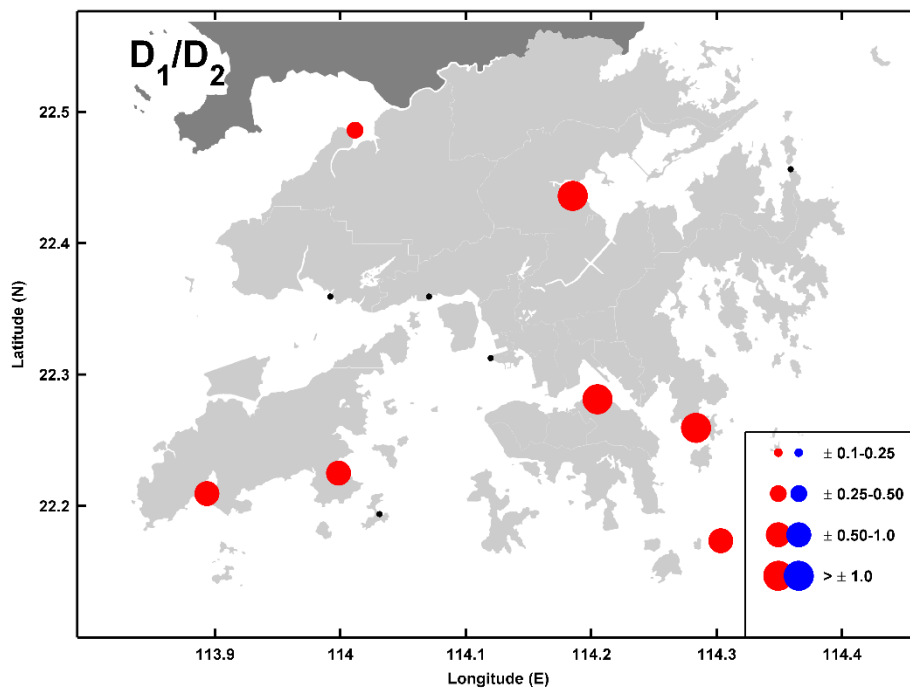 D₁/D₂
22.5
22.4
22.3
22.2
Latitude (N)
± 0.1-0.25
± 0.25-0.50
± 0.50-1.0
> ± 1.0
113.9 114 114.1 114.2 114.3 114.4
Longitude (E)